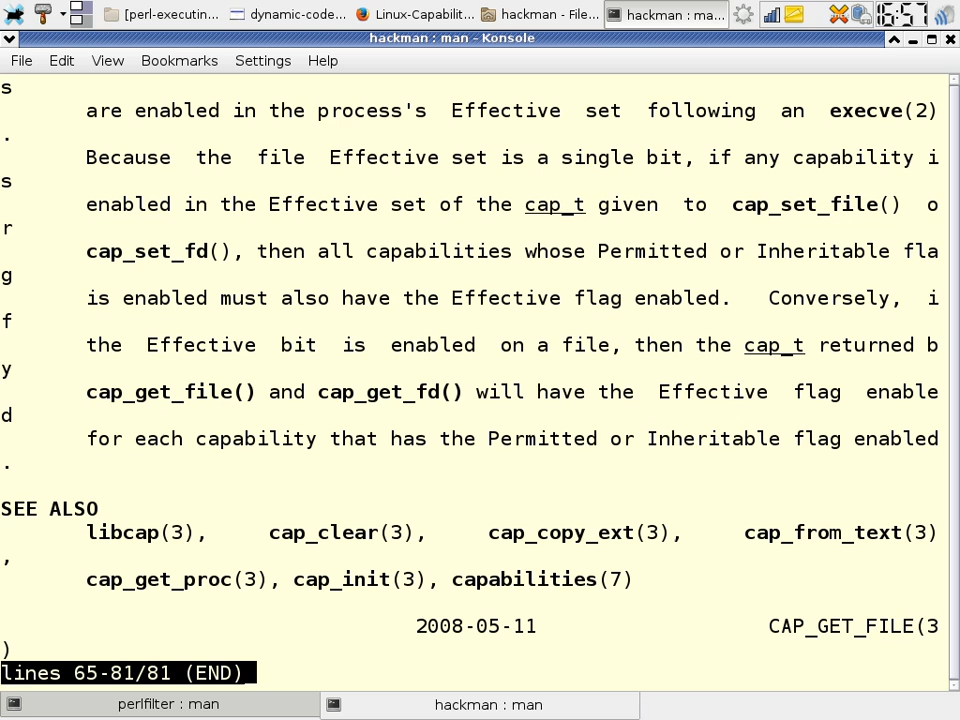 [perl-executin...
dynamic-code...
Linux-Capabilit...
hackman - File...
hackman : ma...
16:57
hackman : man - Konsole
File Edit View Bookmarks Settings Help
s
are enabled in the process's Effective set following an execve(2)
.
Because the file Effective set is a single bit, if any capability i
s
enabled in the Effective set of the cap_t given to cap_set_file() o
r
cap_set_fd(), then all capabilities whose Permitted or Inheritable fla
g
is enabled must also have the Effective flag enabled. Conversely, i
f
the Effective bit is enabled on a file, then the cap_t returned b
y
cap_get_file() and cap_get_fd() will have the Effective flag enable
d
for each capability that has the Permitted or Inheritable flag enabled
.
SEE ALSO
libcap(3), cap_clear(3), cap_copy_ext(3), cap_from_text(3)
,
cap_get_proc(3), cap_init(3), capabilities(7)
2008-05-11 CAP_GET_FILE(3
)
lines 65-81/81 (END)
perlfilter : man
hackman : man